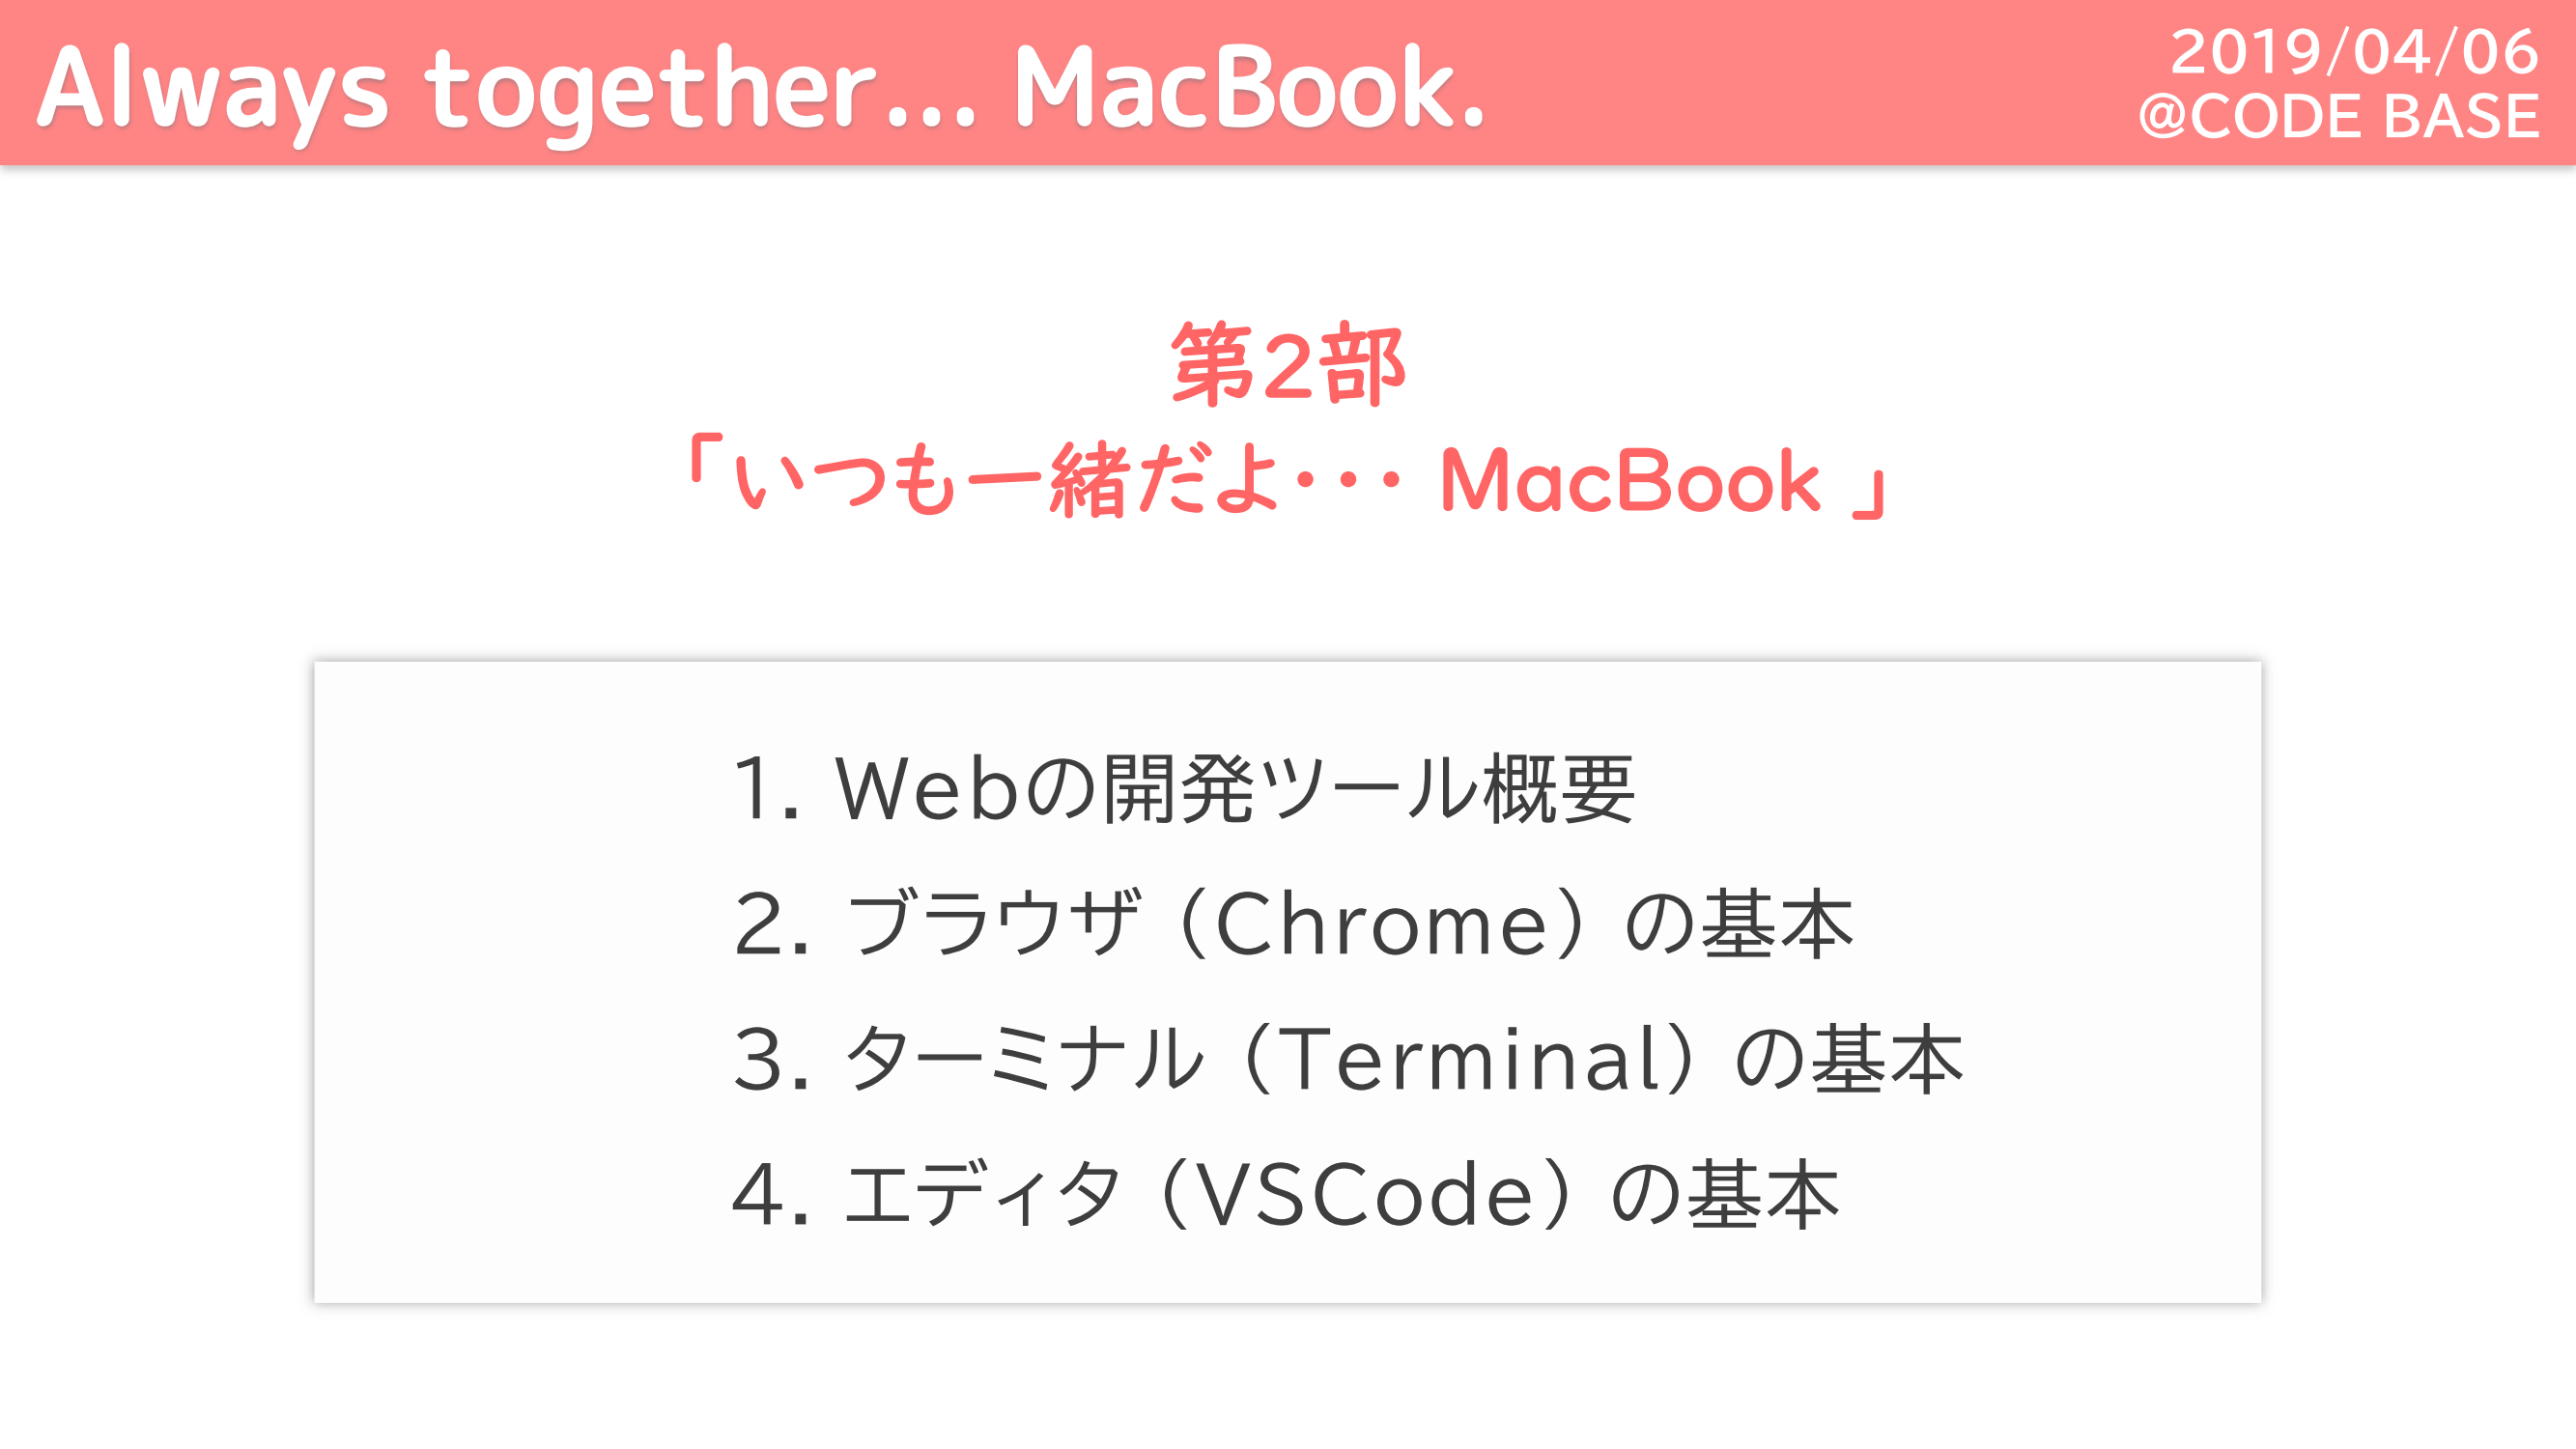 Always together... MacBook.
2019/04/06
@CODE BASE
第2部
「いつも一緒だよ・・・ MacBook 」
1. Webの開発ツール概要
2. ブラウザ（Chrome）の基本
3. ターミナル（Terminal）の基本
4. エディタ（VSCode）の基本